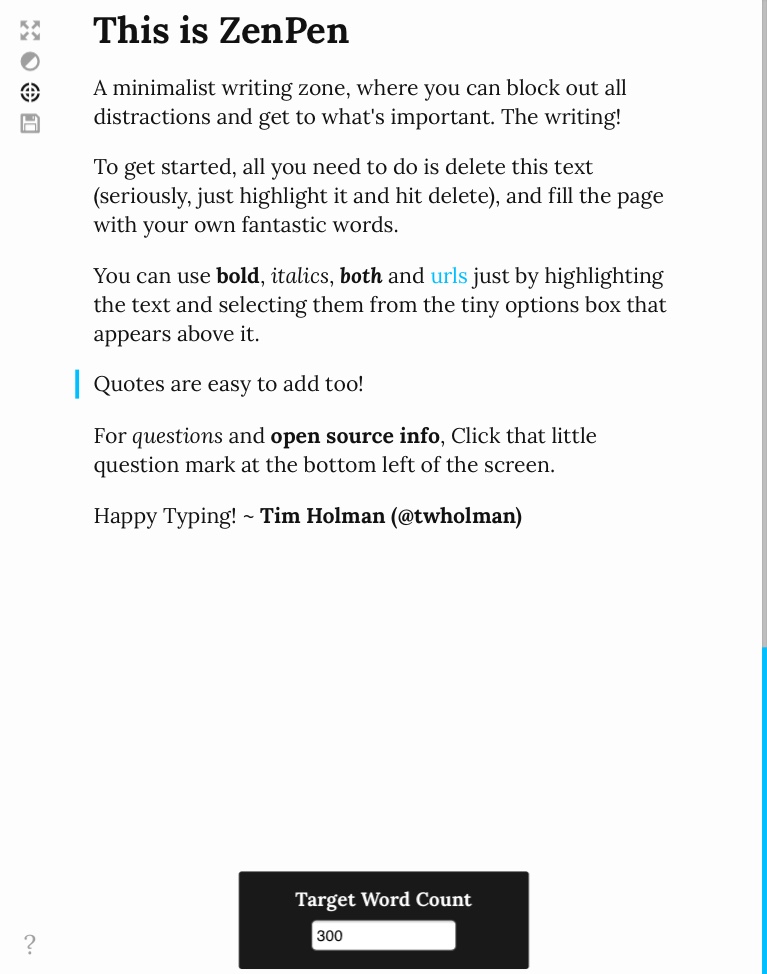 This is ZenPen
A minimalist writing zone, where you can block out all
distractions and get to what's important. The writing!
To get started, all you need to do is delete this text
(seriously, just highlight it and hit delete), and fill the page
with your own fantastic words.
You can use bold, italics, both and urls just by highlighting
the text and selecting them from the tiny options box that
appears above it.
Quotes are easy to add too!
For questions and open source info, Click that little
question mark at the bottom left of the screen.
Happy Typing! ~ Tim Holman (@twholman)
Target Word Count
300
?